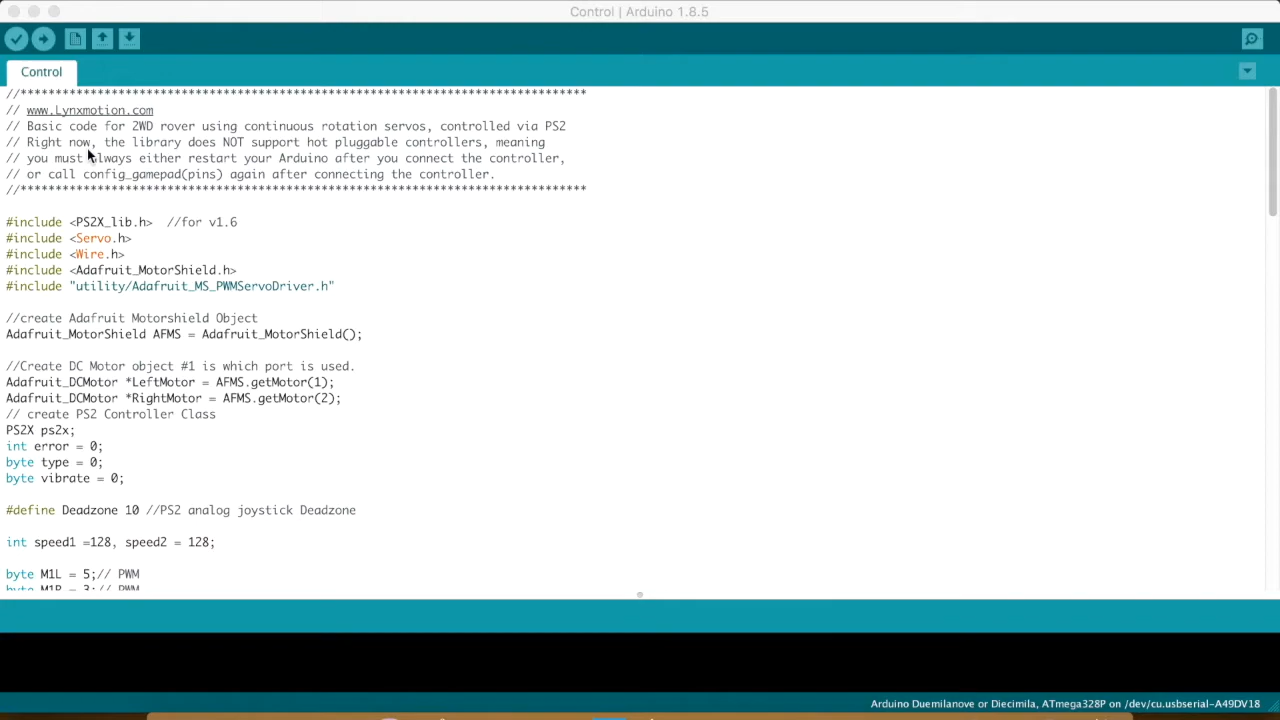 Control | Arduino 1.8.5
Control
//*********************************************************************************
// www.Lynxmotion.com
// Basic code for 2WD rover using continuous rotation servos, controlled via PS2
// Right now, the library does NOT support hot pluggable controllers, meaning
// you must always either restart your Arduino after you connect the controller,
// or call config_gamepad(pins) again after connecting the controller.
//*********************************************************************************
#include <PS2X_lib.h>  //for v1.6
#include <Servo.h>
#include <Wire.h>
#include <Adafruit_MotorShield.h>
#include "utility/Adafruit_MS_PWMServoDriver.h"
//create Adafruit Motorshield Object
Adafruit_MotorShield AFMS = Adafruit_MotorShield();
//Create DC Motor object #1 is which port is used.
Adafruit_DCMotor *LeftMotor = AFMS.getMotor(1);
Adafruit_DCMotor *RightMotor = AFMS.getMotor(2);
// create PS2 Controller Class
PS2X ps2x;
int error = 0;
byte type = 0;
byte vibrate = 0;
#define Deadzone 10 //PS2 analog joystick Deadzone
int speed1 =128, speed2 = 128;
byte M1L = 5;// PWM
byte M1R = 3;// PWM
Arduino Duemilanove or Diecimila, ATmega328P on /dev/cu.usbserial-A49DV18